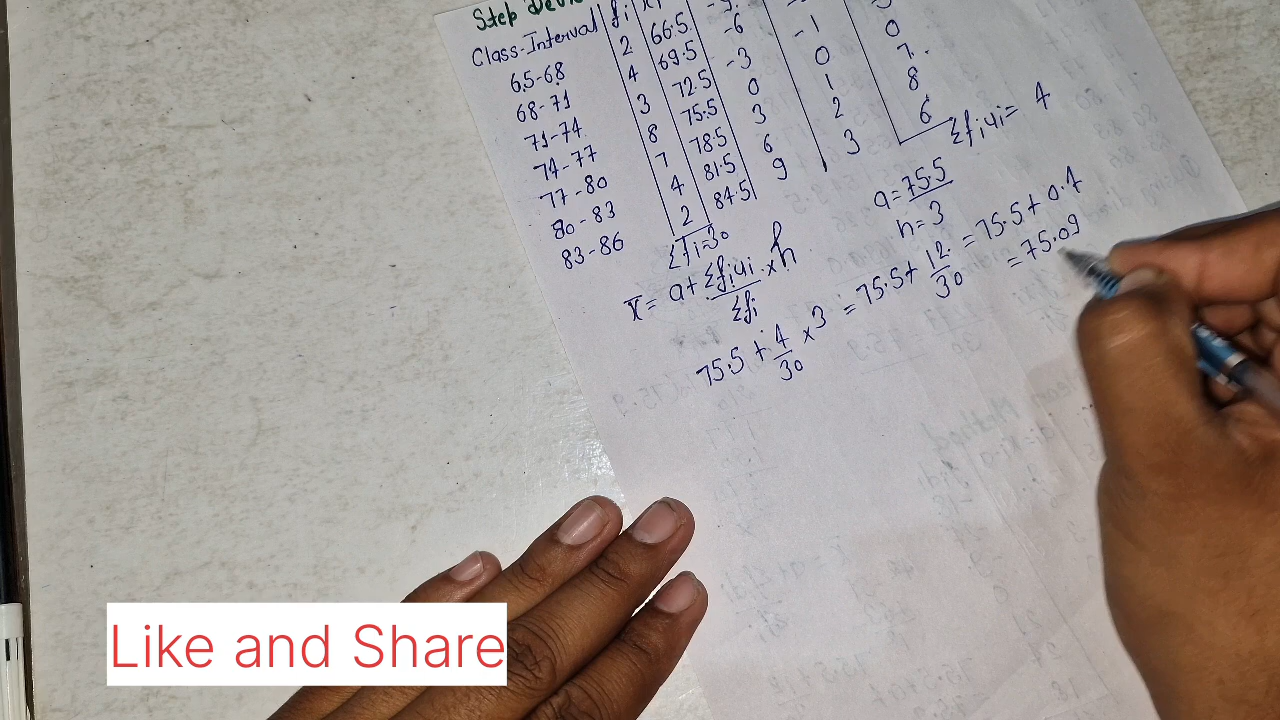 Step Devi
Class-Interval fi xi
65-68 2 66.5 -9
68-71 4 69.5 -6 -1 0
71-74 3 72.5 -3 0 7
74-77 8 75.5 0 1 8
77-80 7 78.5 3 2 6
80-83 4 81.5 6 3 Σfiui= 4
83-86 2 84.5 9
Σfi=30
a=75.5
h=3
x̄= a+ Σfiui/Σfi ×h
75.5 + 4/30 ×3 = 75.5+ 12/30 = 75.5+0.4
= 75.09
Like and Share